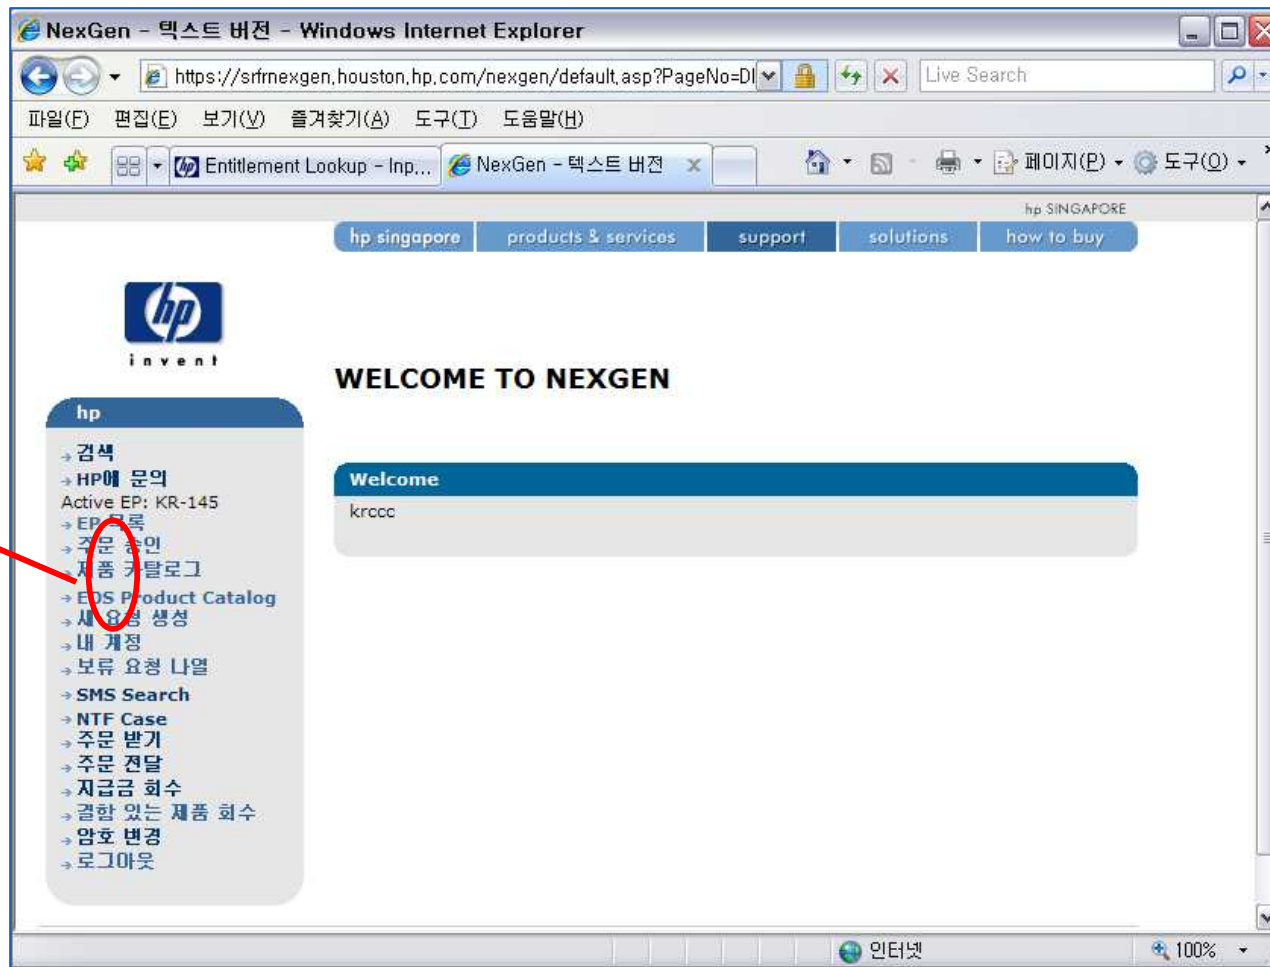 NexGen - 텍스트 버전 - Windows Internet Explorer
https://srfrnexgen.houston.hp.com/nexgen/default.asp?PageNo=DI
Live Search
파일(F) 편집(E) 보기(V) 즐겨찾기(A) 도구(T) 도움말(H)
Entitlement Lookup - Inp... NexGen - 텍스트 버전 페이지(P) 도구(O)
hp SINGAPORE
hp singapore products & services support solutions how to buy
hp
invent
WELCOME TO NEXGEN
hp
검색
HP에 문의
Active EP: KR-145
EP 목록
주문 승인
제품 카탈로그
EDS Product Catalog
새 요청 생성
내 계정
보류 요청 나열
SMS Search
NTF Case
주문 받기
주문 전달
지급금 회수
결함 있는 제품 회수
암호 변경
로그아웃
Welcome
krccc
인터넷 100%